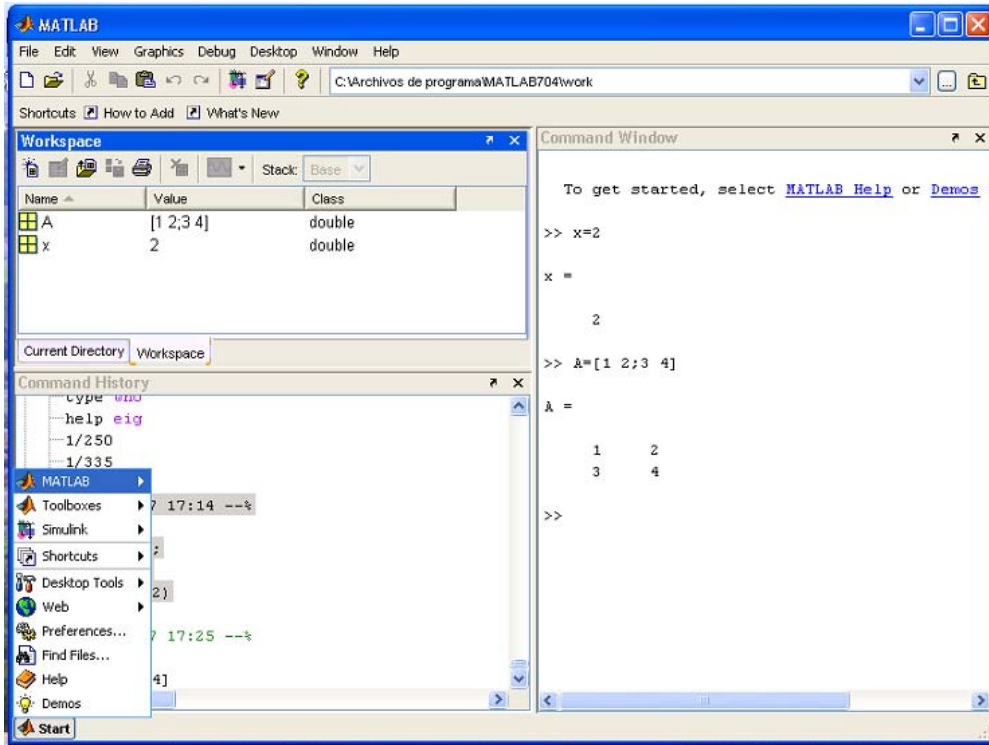 MATLAB
File Edit View Graphics Debug Desktop Window Help
C:\Archivos de programa\MATLAB704\work
Shortcuts How to Add What's New
Workspace
Stack: Base
Name Value Class
A [1 2;3 4] double
x 2 double
Current Directory Workspace
Command History
type who
help eig
1/250
1/335
7 17:14 --%
;
2)
7 17:25 --%
4]
MATLAB
Toolboxes
Simulink
Shortcuts
Desktop Tools
Web
Preferences...
Find Files...
Help
Demos
Start
Command Window
To get started, select MATLAB Help or Demos
>> x=2
x =
2
>> A=[1 2;3 4]
A =
1 2
3 4
>>